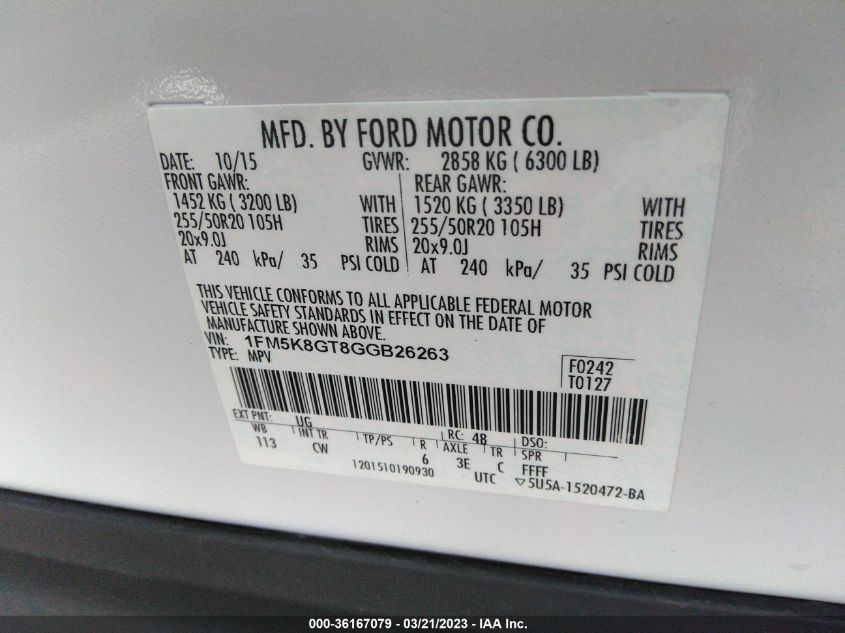 MFD. BY FORD MOTOR CO.
DATE: 10/15 GVWR: 2858 KG ( 6300 LB)
FRONT GAWR: REAR GAWR:
1452 KG ( 3200 LB) WITH 1520 KG ( 3350 LB) WITH
255/50R20 105H TIRES 255/50R20 105H TIRES
20x9.0J RIMS 20x9.0J RIMS
AT 240 kPa/ 35 PSI COLD AT 240 kPa/ 35 PSI COLD
THIS VEHICLE CONFORMS TO ALL APPLICABLE FEDERAL MOTOR
VEHICLE SAFETY STANDARDS IN EFFECT ON THE DATE OF
MANUFACTURE SHOWN ABOVE.
VIN: 1FM5K8GT8GGB26263
TYPE: MPV
F0242
T0127
EXT PNT: UG RC: 48 DSO:
WB INT TR TP/PS R AXLE TR SPR
113 CW 6 3E C FFFF
1201510190930 UTC ▽5U5A-1520472-BA
000-36167079 - 03/21/2023 - IAA Inc.